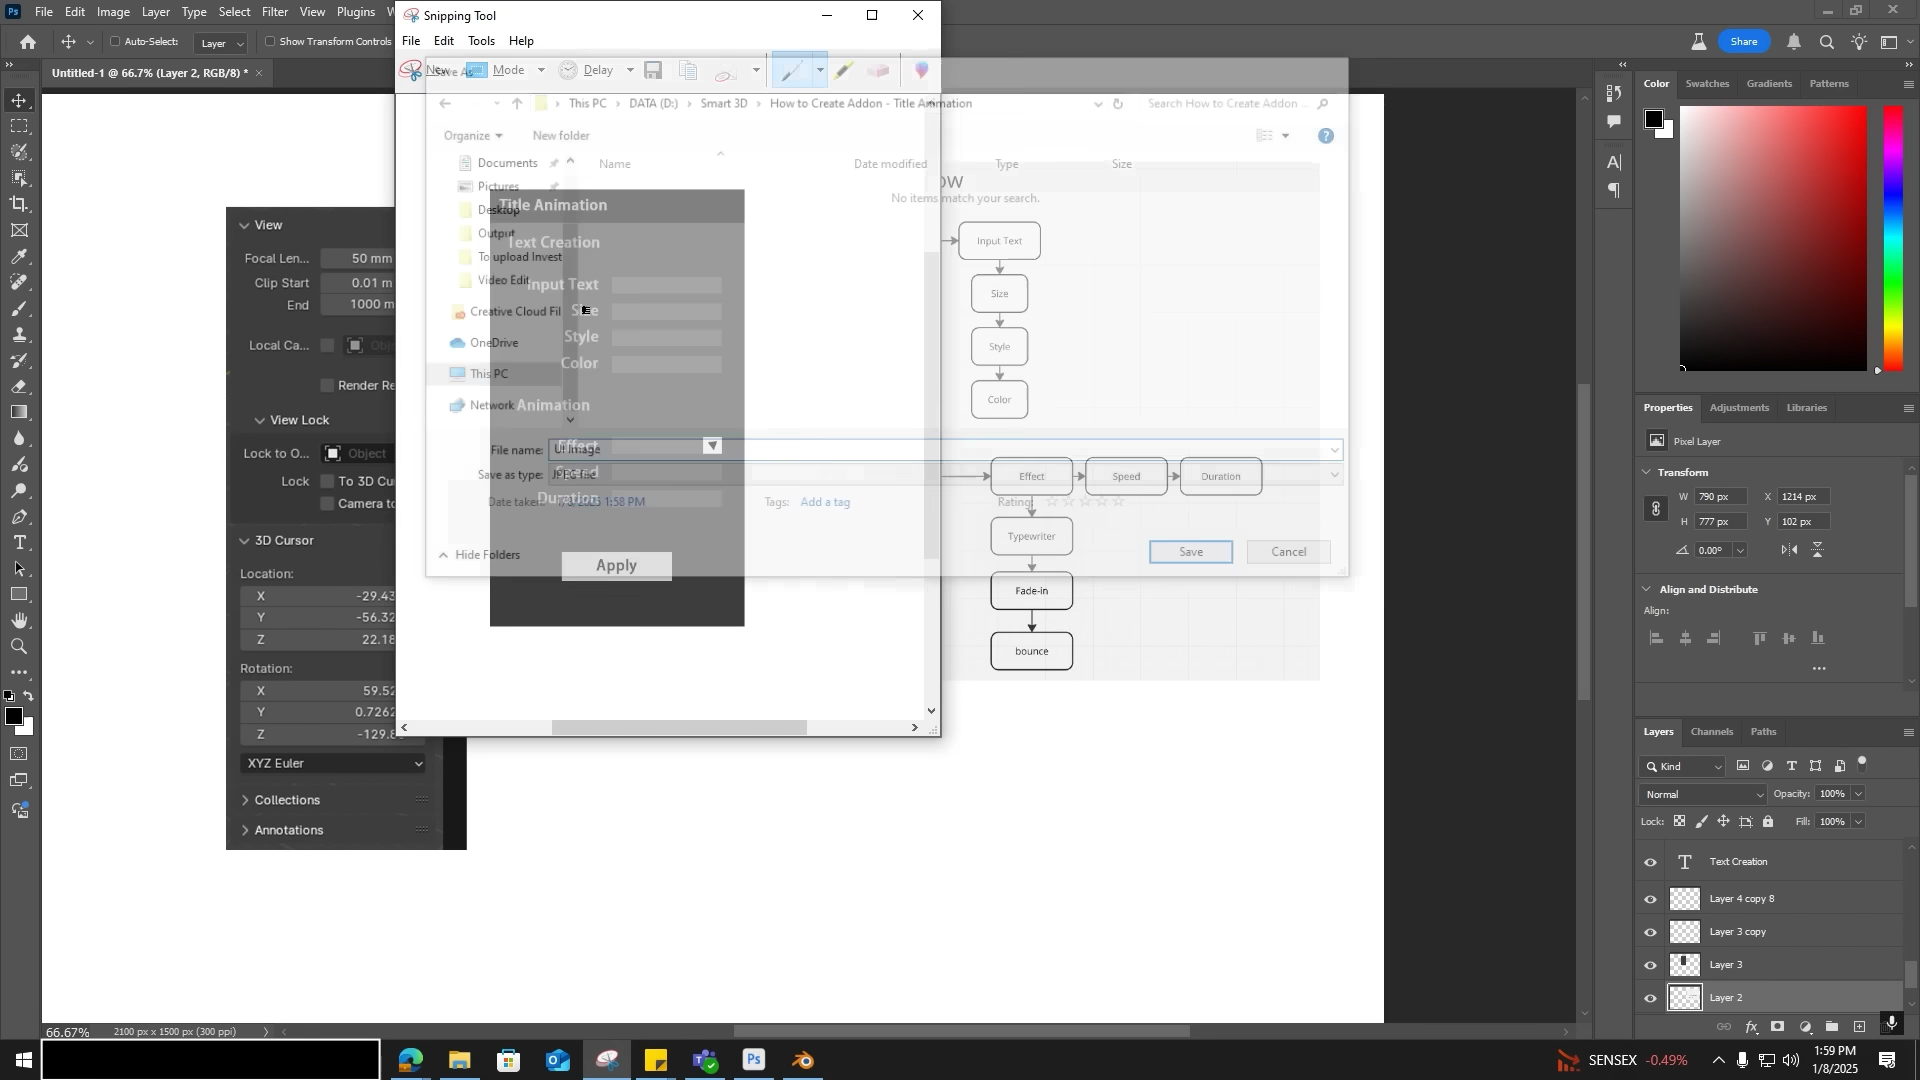 Ps File Edit Image Layer Type Select Filter View Plugins
Auto-Select: Layer Show Transform Controls
Share
Untitled-1 @ 66.7% (Layer 2, RGB/8) *
Snipping Tool
File Edit Tools Help
New Mode Delay
This PC > DATA (D:) > Smart 3D > How to Create Addon - Title Animation
Search How to Create Addon ...
Organize New folder
Name Date modified Type Size
No items match your search.
Documents
Pictures
Desktop
Output
To upload Invest
Video Edit
Creative Cloud Fil
OneDrive
This PC
Network
File name: UI Image
Save as type:
Date taken: 1/8/2025 1:58 PM Tags: Add a tag Rating:
Hide Folders
Save Cancel
Title Animation
Text Creation
Input Text
Size
Style
Color
Animation
Effect
Speed
Duration
Apply
OW
Input Text
Size
Style
Color
Effect
Speed
Duration
Typewriter
Fade-in
bounce
View
Focal Len... 50 mm
Clip Start 0.01 m
End 1000 m
Local Ca...
Render Re
View Lock
Lock to O... Object
Lock To 3D Cu
Camera to
3D Cursor
Location:
X -29.43
Y -56.32
Z 22.18
Rotation:
X 59.52
Y 0.7262
Z -129.8
XYZ Euler
Collections
Annotations
Color Swatches Gradients Patterns
Properties Adjustments Libraries
Pixel Layer
Transform
W 790 px X 1214 px
H 777 px Y 102 px
0.00°
Align and Distribute
Align:
Layers Channels Paths
Kind
Normal Opacity: 100%
Lock: Fill: 100%
Text Creation
Layer 4 copy 8
Layer 3 copy
Layer 3
Layer 2
66.67% 2100 px x 1500 px (300 ppi)
Ps
SENSEX -0.49%
1:59 PM
1/8/2025